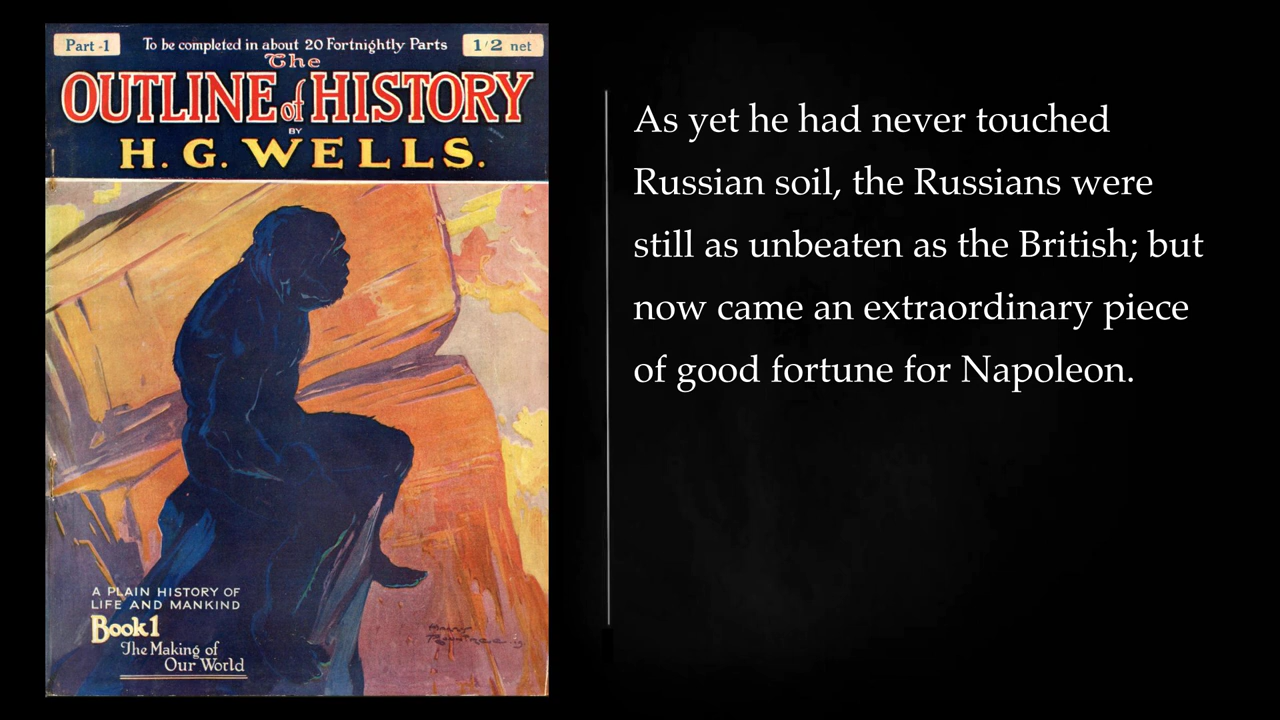 Part -1
To be completed in about 20 Fortnightly Parts
1/2 net
The
OUTLINE of HISTORY
BY
H. G. WELLS.
A PLAIN HISTORY OF
LIFE AND MANKIND
Book 1
The Making of
Our World
As yet he had never touched
Russian soil, the Russians were
still as unbeaten as the British; but
now came an extraordinary piece
of good fortune for Napoleon.